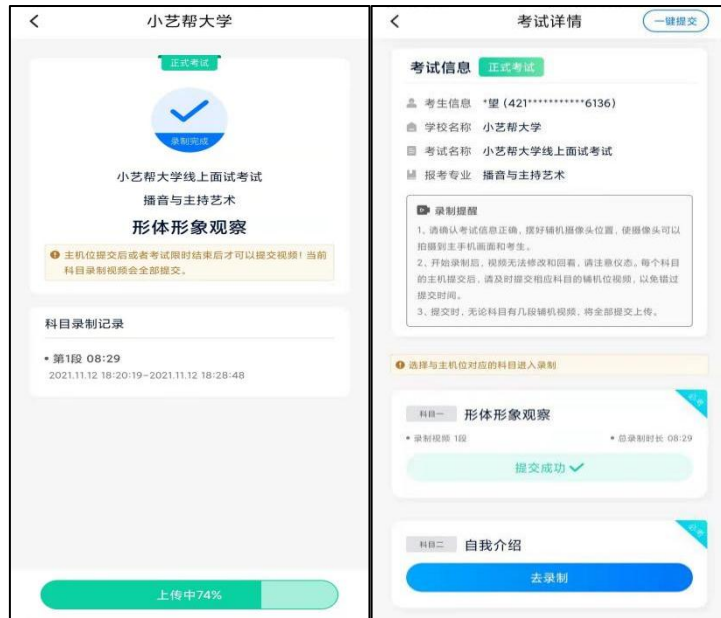 小艺帮大学
正式考试
录制完成
小艺帮大学线上面试考试
播音与主持艺术
形体形象观察
主机位提交后或者考试限时结束后才可以提交视频！当前
科目录制视频会全部提交。
科目录制记录
• 第1段 08:29
2021.11.12 18:20:19~2021.11.12 18:28:48
上传中74%
考试详情
一键提交
考试信息 正式考试
考生信息 *望 (421***********6136)
学校名称 小艺帮大学
考试名称 小艺帮大学线上面试考试
报考专业 播音与主持艺术
录制提醒
1、请确认考试信息正确，摆好辅机摄像头位置，使摄像头可以
拍摄到主手机画面和考生。
2、开始录制后，视频无法修改和回看，请注意仪态。每个科目
的主机提交后，请及时提交相应科目的辅机位视频，以免错过
提交时间。
3、提交时，无论科目有几段辅机视频，将全部提交上传。
选择与主机位对应的科目进入录制
必考
科目一 形体形象观察
• 录制视频 1段 • 总录制时长 08:29
提交成功
必考
科目二 自我介绍
去录制